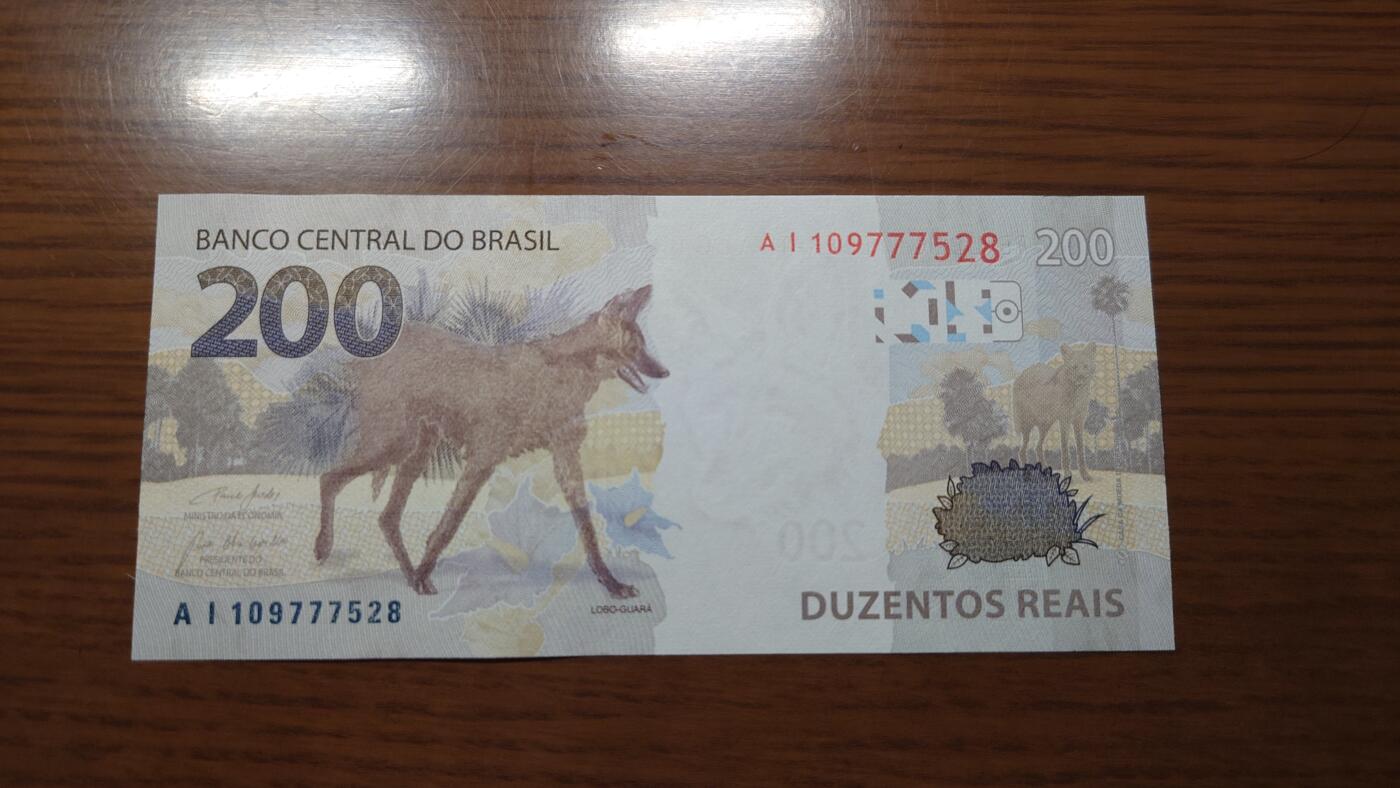 BANCO CENTRAL DO BRASIL
200
A I 109777528
200
MINISTRO DA ECONOMIA
PRESIDENTE DO
BANCO CENTRAL DO BRASIL
A I 109777528
LOBO-GUARÁ
200
DUZENTOS REAIS